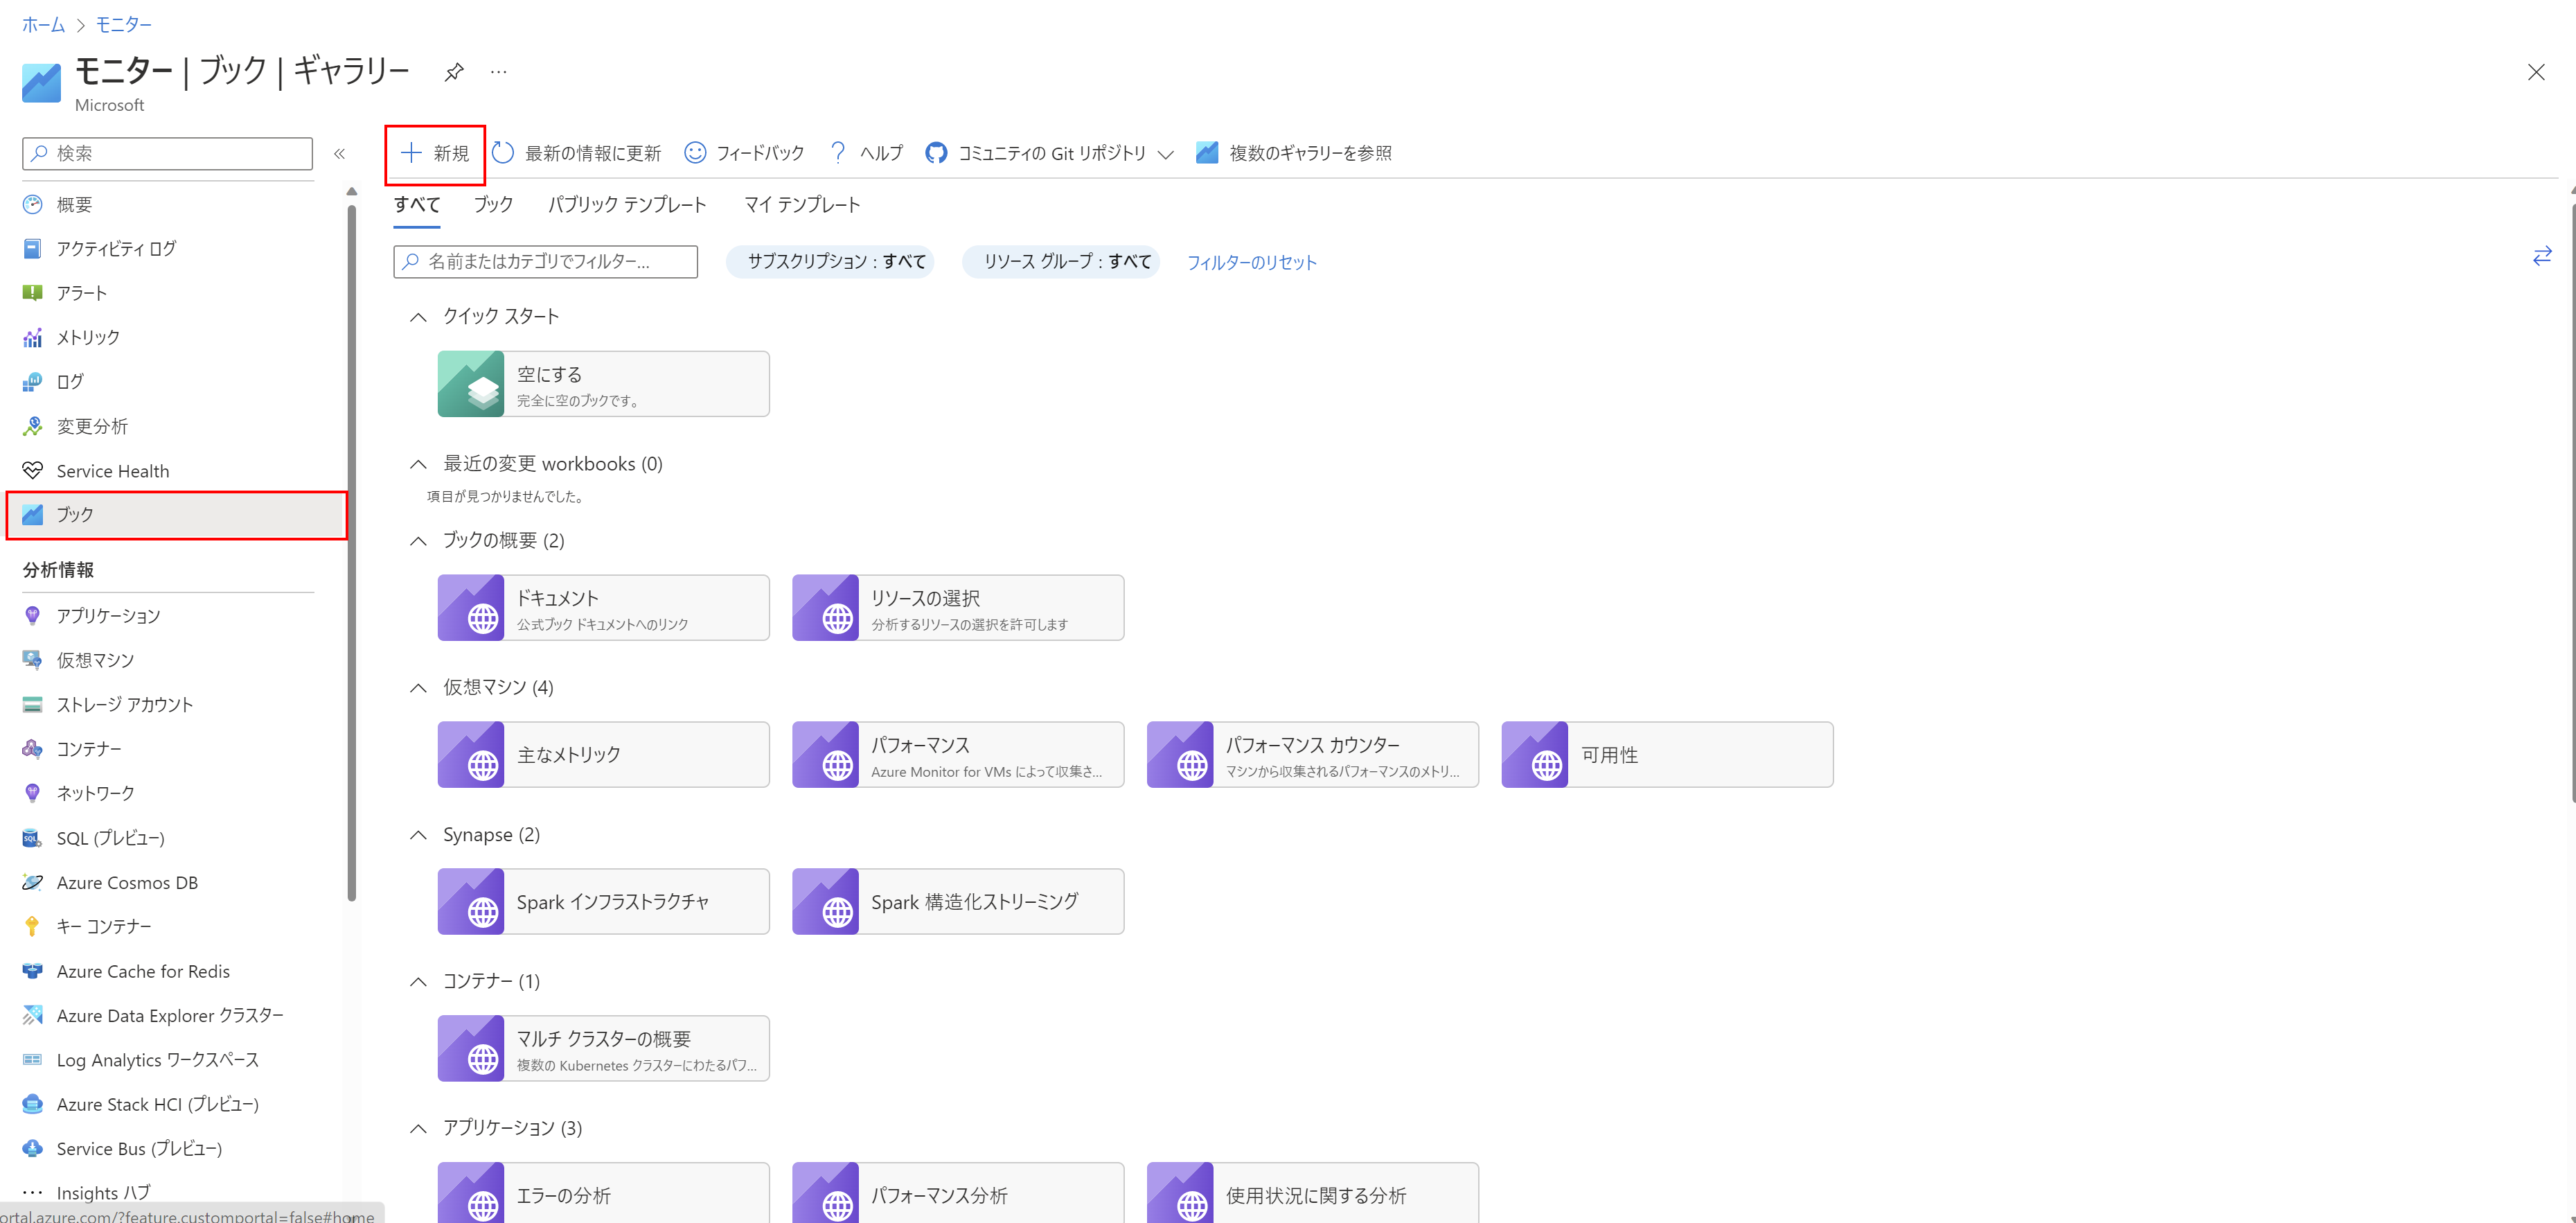 ホーム > モニター
モニター | ブック | ギャラリー ...
Microsoft
検索
«
概要
アクティビティ ログ
アラート
メトリック
ログ
変更分析
Service Health
ブック
分析情報
アプリケーション
仮想マシン
ストレージ アカウント
コンテナー
ネットワーク
SQL (プレビュー)
Azure Cosmos DB
キー コンテナー
Azure Cache for Redis
Azure Data Explorer クラスター
Log Analytics ワークスペース
Azure Stack HCI (プレビュー)
Service Bus (プレビュー)
Insights ハブ
ortal.azure.com/?feature.customportal=false#home
新規 最新の情報に更新 フィードバック ヘルプ コミュニティの Git リポジトリ 複数のギャラリーを参照
すべて ブック パブリック テンプレート マイ テンプレート
名前またはカテゴリでフィルター... サブスクリプション : すべて リソース グループ : すべて フィルターのリセット
クイック スタート
空にする
完全に空のブックです。
最近の変更 workbooks (0)
項目が見つかりませんでした。
ブックの概要 (2)
ドキュメント
公式ブック ドキュメントへのリンク
リソースの選択
分析するリソースの選択を許可します
仮想マシン (4)
主なメトリック
パフォーマンス
Azure Monitor for VMs によって収集さ...
パフォーマンス カウンター
マシンから収集されるパフォーマンスのメトリ...
可用性
Synapse (2)
Spark インフラストラクチャ
Spark 構造化ストリーミング
コンテナー (1)
マルチ クラスターの概要
複数の Kubernetes クラスターにわたるパフ...
アプリケーション (3)
エラーの分析
パフォーマンス分析
使用状況に関する分析